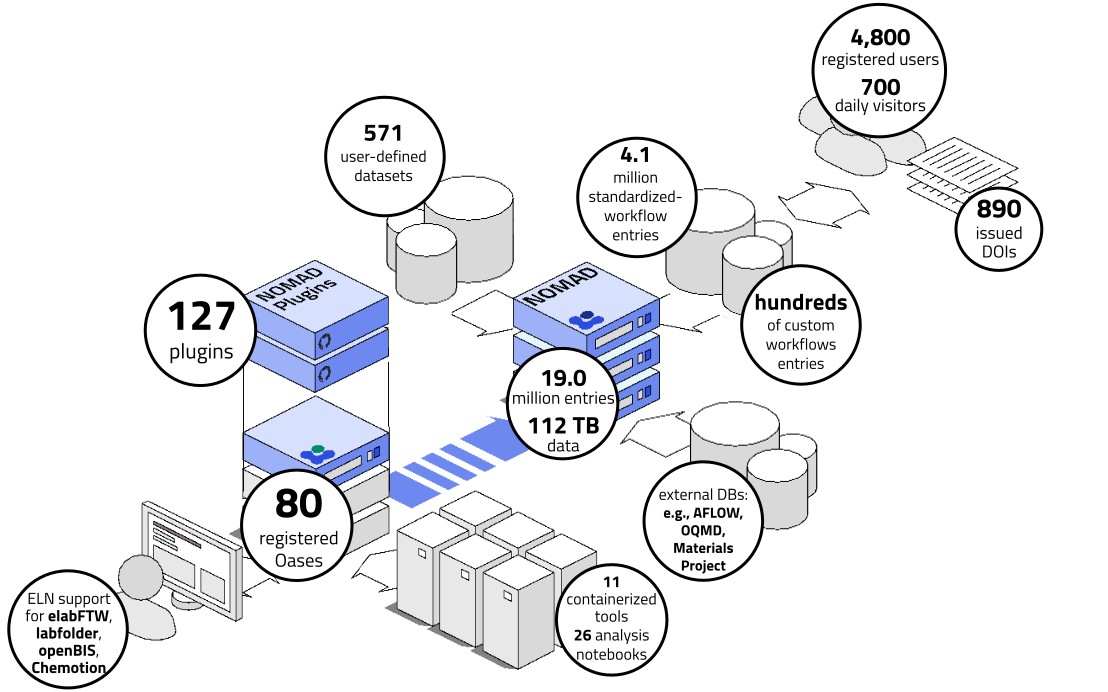 4,800
registered users
700
daily visitors
571
user-defined
datasets
4.1
million
standardized-
workflow
entries
890
issued
DOIs
NOMAD
Plugins
NOMAD
127
plugins
hundreds
of custom
workflows
entries
19.0
million entries
112 TB
data
80
registered
Oases
external DBs:
e.g., AFLOW,
OQMD,
Materials
Project
11
containerized
tools
26 analysis
notebooks
ELN support
for elabFTW,
labfolder,
openBIS,
Chemotion